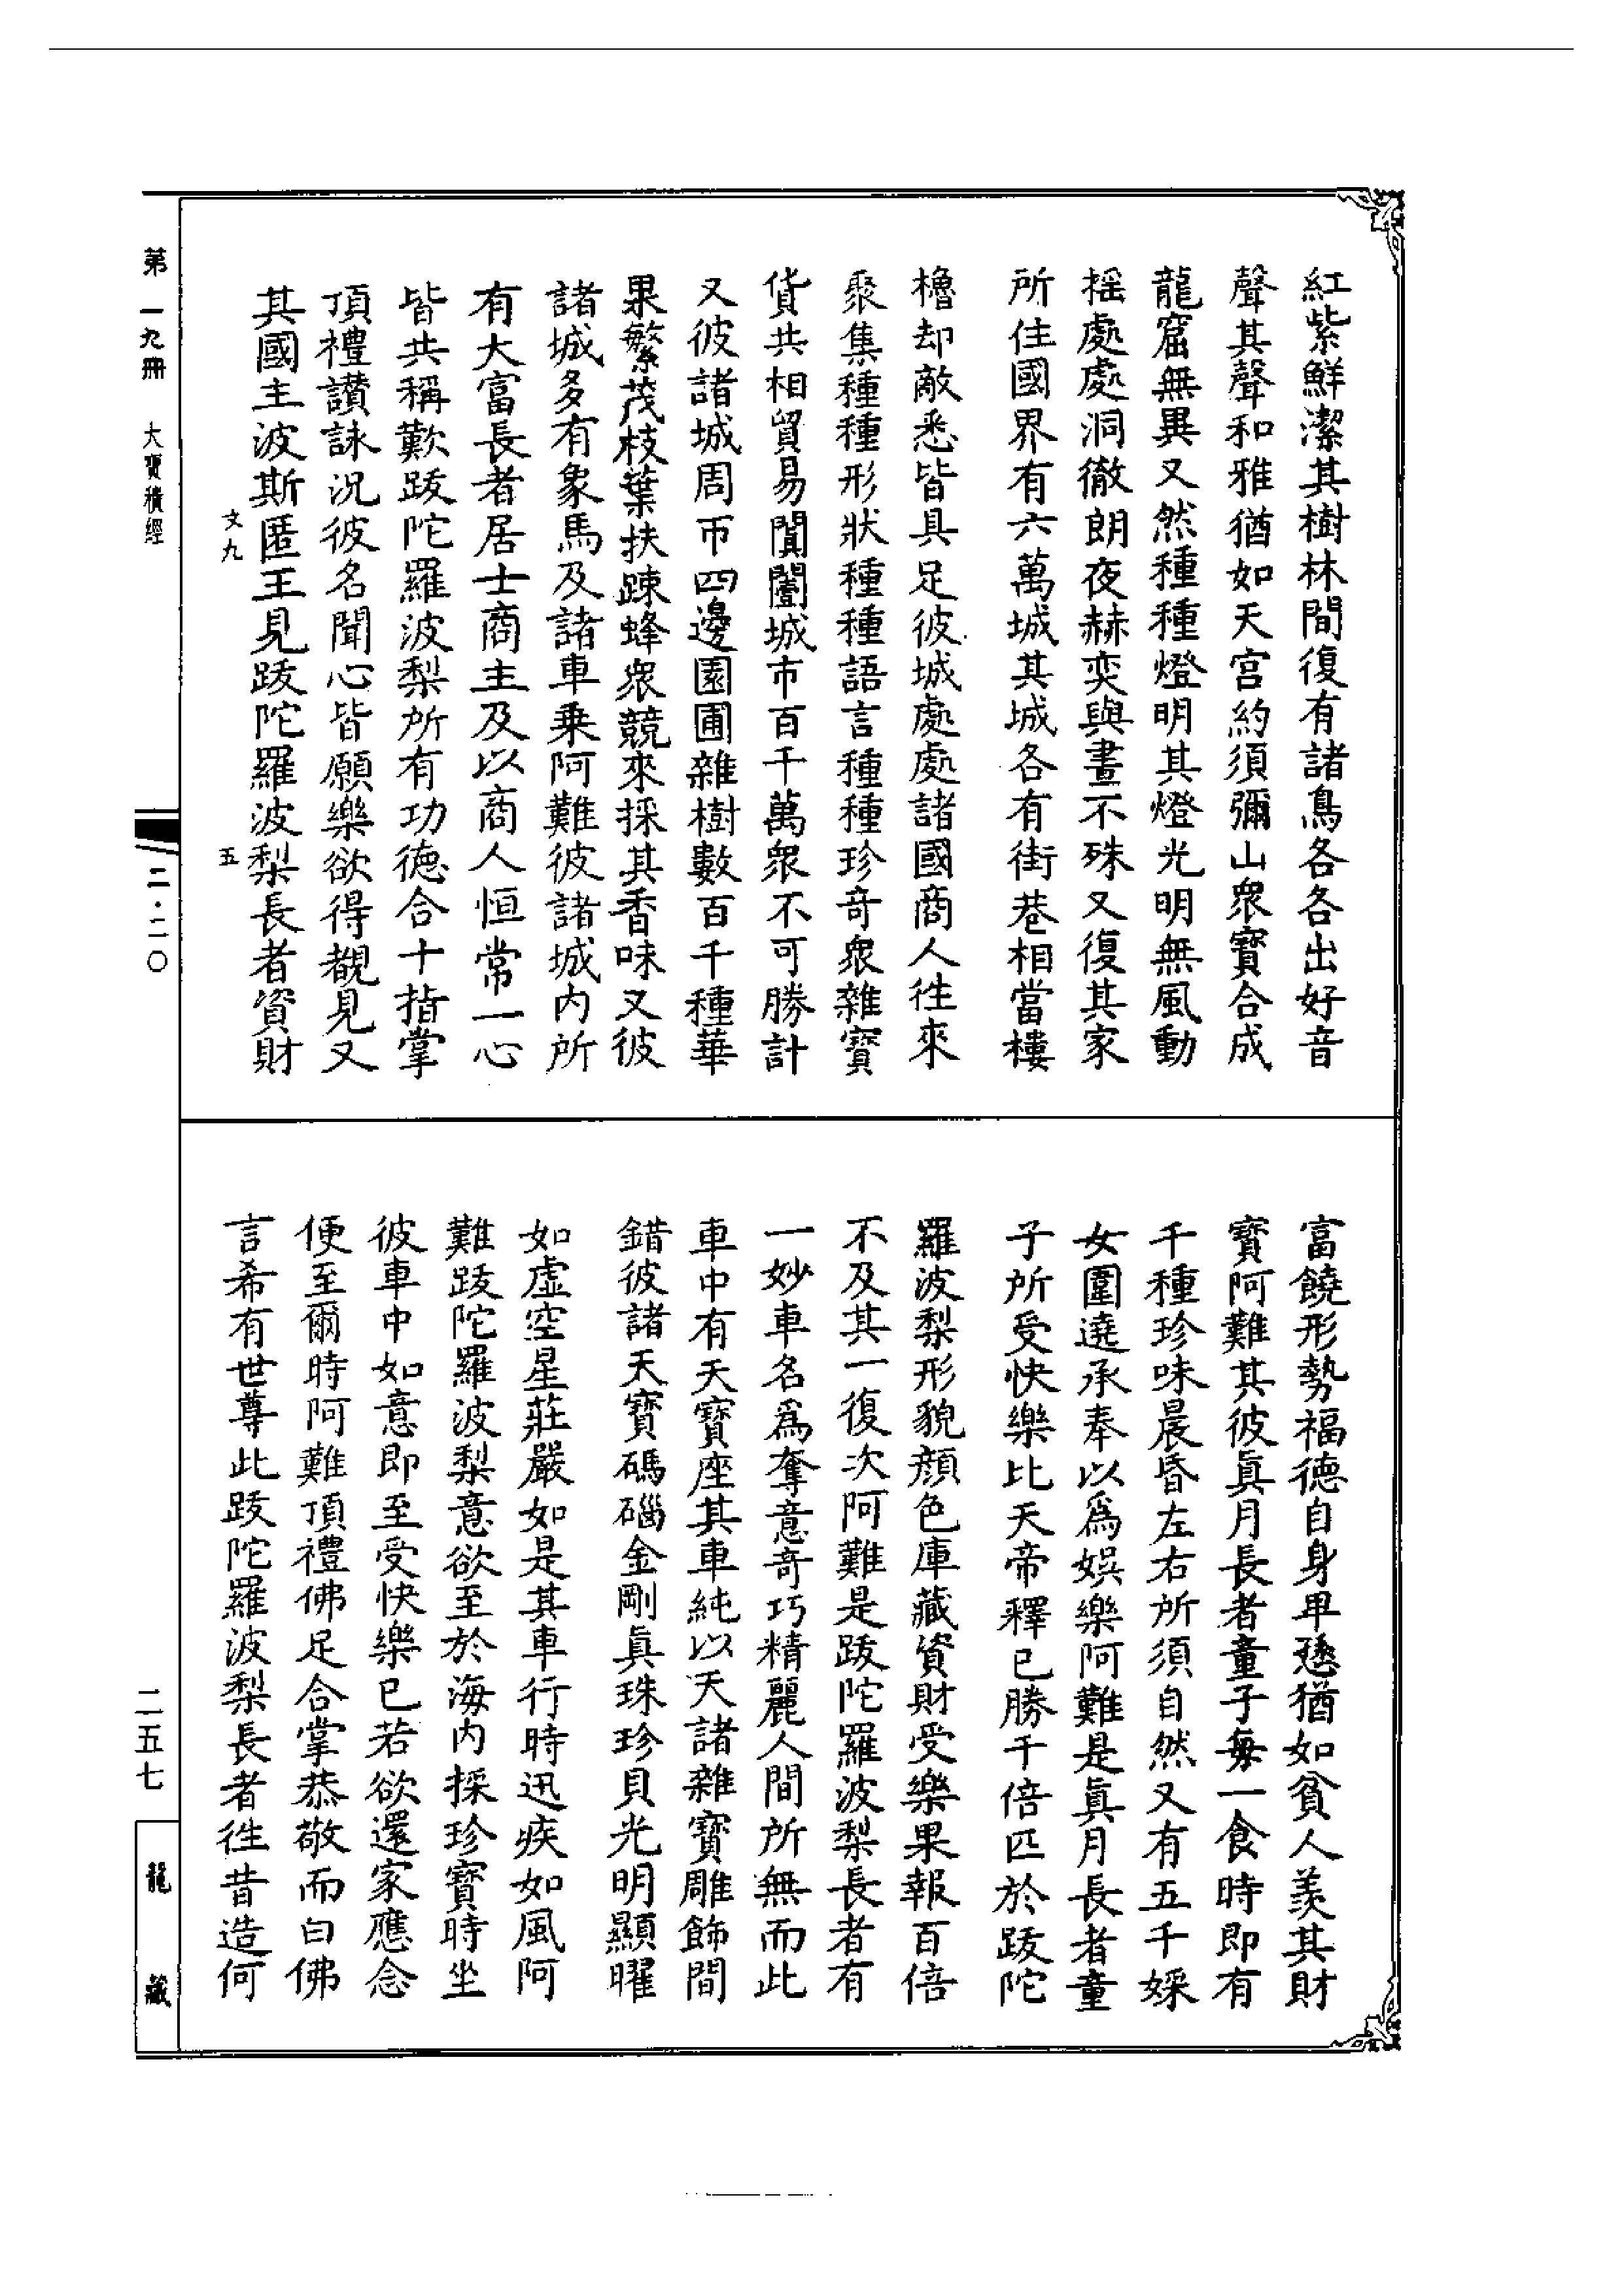 紅紫鮮潔其樹林間復有諸鳥各各出好音
聲其聲和雅猶如天宮約須彌山衆寶合成
龍窟無異又然種種燈明其燈光明無風動
搖處處洞徹朗夜赫奕與晝不殊又復其家
所住國界有六萬城其城各有街巷相當樓
櫓却敵悉皆具足彼城處處諸國商人往來
聚集種種形狀種種語言種種珍奇衆雜寶
貨共相貿易闐闠城市百千萬衆不可勝計
又彼諸城周帀四邊園圃雜樹數百千種華
果繁茂枝葉扶踈蜂衆競來採其香味又彼
諸城多有象馬及諸車乗阿難彼諸城内所
有大富長者居士商主及以商人恒常一心
皆共稱歎跋陀羅波梨所有功德合十指掌
頂禮讃詠況彼名聞心皆願樂欲得覩見又
其國主波斯匿王見跋陀羅波梨長者資財
文九
五
富饒形勢福德自身卑㥕猶如貧人羨其財
寶阿難其彼眞月長者童子每一食時即有
千種珍味晨昏左右所須自然又有五千婇
女圍遶承奉以爲娛樂阿難是眞月長者童
子所受快樂比天帝釋已勝千倍匹於跋陀
羅波梨形貌顏色庫藏資財受樂果報百倍
不及其一復次阿難是跋陀羅波梨長者有
一妙車名爲奪意奇巧精麗人間所無而此
車中有天寶座其車純以天諸雜寶雕飾間
錯彼諸天寶碼碯金剛眞珠珍貝光明顯曜
如虛空星莊嚴如是其車行時迅疾如風阿
難跋陀羅波梨意欲至於海内採珍寶時坐
彼車中如意即至受快樂已若欲還家應念
便至爾時阿難頂禮佛足合掌恭敬而白佛
言希有世尊此跋陀羅波梨長者徃昔造何
第一九冊 大寶積經
二·二〇
二五七
龍藏